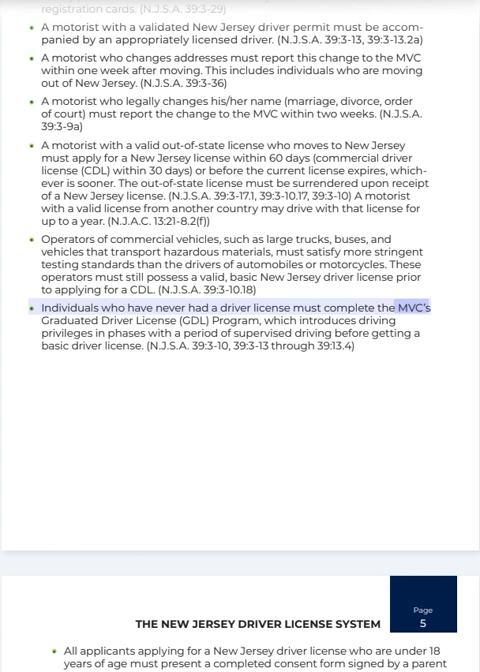 registration cards. (N.J.S.A. 39:3-29)
• A motorist with a validated New Jersey driver permit must be accom-
panied by an appropriately licensed driver. (N.J.S.A. 39:3-13, 39:3-13.2a)
• A motorist who changes addresses must report this change to the MVC
within one week after moving. This includes individuals who are moving
out of New Jersey. (N.J.S.A. 39:3-36)
• A motorist who legally changes his/her name (marriage, divorce, order
of court) must report the change to the MVC within two weeks. (N.J.S.A.
39:3-9a)
• A motorist with a valid out-of-state license who moves to New Jersey
must apply for a New Jersey license within 60 days (commercial driver
license (CDL) within 30 days) or before the current license expires, which-
ever is sooner. The out-of-state license must be surrendered upon receipt
of a New Jersey license. (N.J.S.A. 39:3-17.1, 39:3-10.17, 39:3-10) A motorist
with a valid license from another country may drive with that license for
up to a year. (N.J.A.C. 13:21-8.2(f))
• Operators of commercial vehicles, such as large trucks, buses, and
vehicles that transport hazardous materials, must satisfy more stringent
testing standards than the drivers of automobiles or motorcycles. These
operators must still possess a valid, basic New Jersey driver license prior
to applying for a CDL. (N.J.S.A. 39:3-10.18)
• Individuals who have never had a driver license must complete the MVC's
Graduated Driver License (GDL) Program, which introduces driving
privileges in phases with a period of supervised driving before getting a
basic driver license. (N.J.S.A. 39:3-10, 39:3-13 through 39:13.4)
Page
THE NEW JERSEY DRIVER LICENSE SYSTEM 5
• All applicants applying for a New Jersey driver license who are under 18
years of age must present a completed consent form signed by a parent